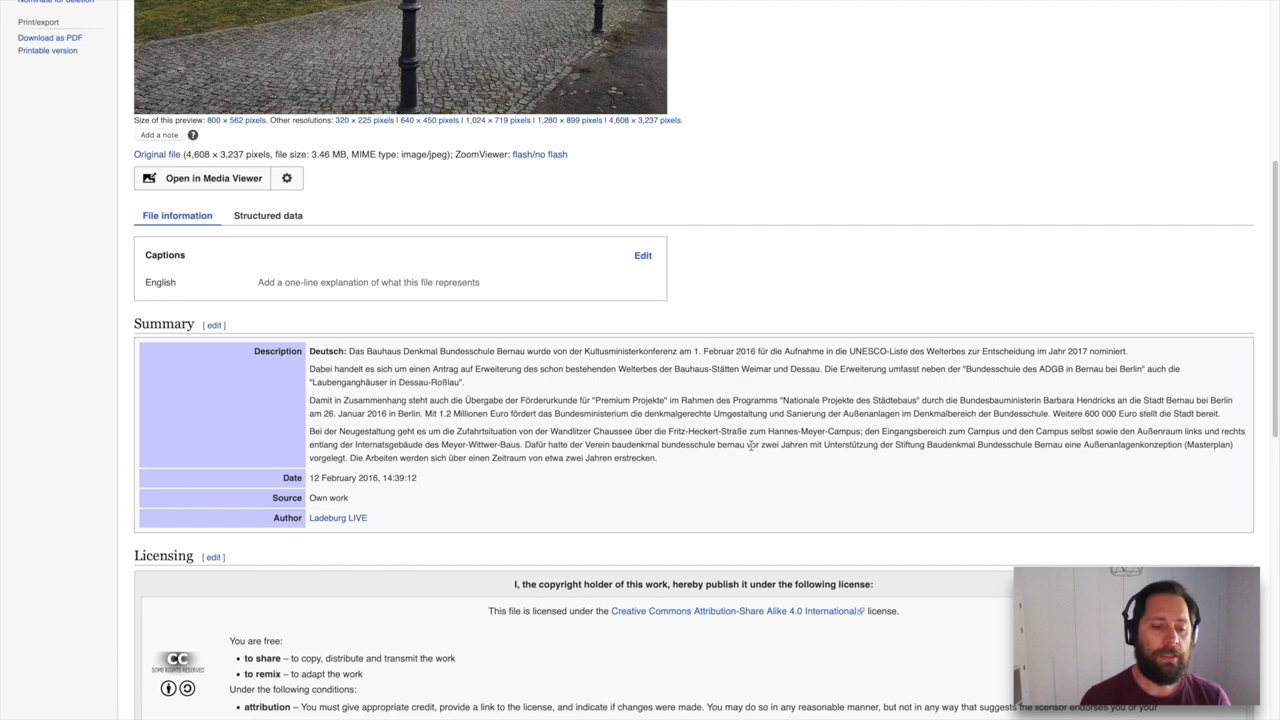 Nominate for deletion
Print/export
Download as PDF
Printable version
Size of this preview: 800 × 562 pixels. Other resolutions: 320 × 225 pixels | 640 × 450 pixels | 1,024 × 719 pixels | 1,280 × 899 pixels | 4,608 × 3,237 pixels.
Add a note ?
Original file (4,608 × 3,237 pixels, file size: 3.46 MB, MIME type: image/jpeg); ZoomViewer: flash/no flash
Open in Media Viewer
File information Structured data
Captions Edit
English Add a one-line explanation of what this file represents
Summary [ edit ]
Description Deutsch: Das Bauhaus Denkmal Bundesschule Bernau wurde von der Kultusministerkonferenz am 1. Februar 2016 für die Aufnahme in die UNESCO-Liste des Welterbes zur Entscheidung im Jahr 2017 nominiert.
Dabei handelt es sich um einen Antrag auf Erweiterung des schon bestehenden Welterbes der Bauhaus-Stätten Weimar und Dessau. Die Erweiterung umfasst neben der "Bundesschule des ADGB in Bernau bei Berlin" auch die
"Laubenganghäuser in Dessau-Roßlau".
Damit in Zusammenhang steht auch die Übergabe der Förderurkunde für "Premium Projekte" im Rahmen des Programms "Nationale Projekte des Städtebaus" durch die Bundesbauministerin Barbara Hendricks an die Stadt Bernau bei Berlin
am 26. Januar 2016 in Berlin. Mit 1.2 Millionen Euro fördert das Bundesministerium die denkmalgerechte Umgestaltung und Sanierung der Außenanlagen im Denkmalbereich der Bundesschule. Weitere 600 000 Euro stellt die Stadt bereit.
Bei der Neugestaltung geht es um die Zufahrtsituation von der Wandlitzer Chaussee über die Fritz-Heckert-Straße zum Hannes-Meyer-Campus; den Eingangsbereich zum Campus und den Campus selbst sowie den Außenraum links und rechts
entlang der Internatsgebäude des Meyer-Wittwer-Baus. Dafür hatte der Verein baudenkmal bundesschule bernau vor zwei Jahren mit Unterstützung der Stiftung Baudenkmal Bundesschule Bernau eine Außenanlagenkonzeption (Masterplan)
vorgelegt. Die Arbeiten werden sich über einen Zeitraum von etwa zwei Jahren erstrecken.
Date 12 February 2016, 14:39:12
Source Own work
Author Ladeburg LIVE
Licensing [ edit ]
I, the copyright holder of this work, hereby publish it under the following license:
This file is licensed under the Creative Commons Attribution-Share Alike 4.0 International license.
CC
SOME RIGHTS RESERVED
You are free:
• to share – to copy, distribute and transmit the work
• to remix – to adapt the work
Under the following conditions:
• attribution – You must give appropriate credit, provide a link to the license, and indicate if changes were made. You may do so in any reasonable manner, but not in any way that suggests the licensor endorses you or your